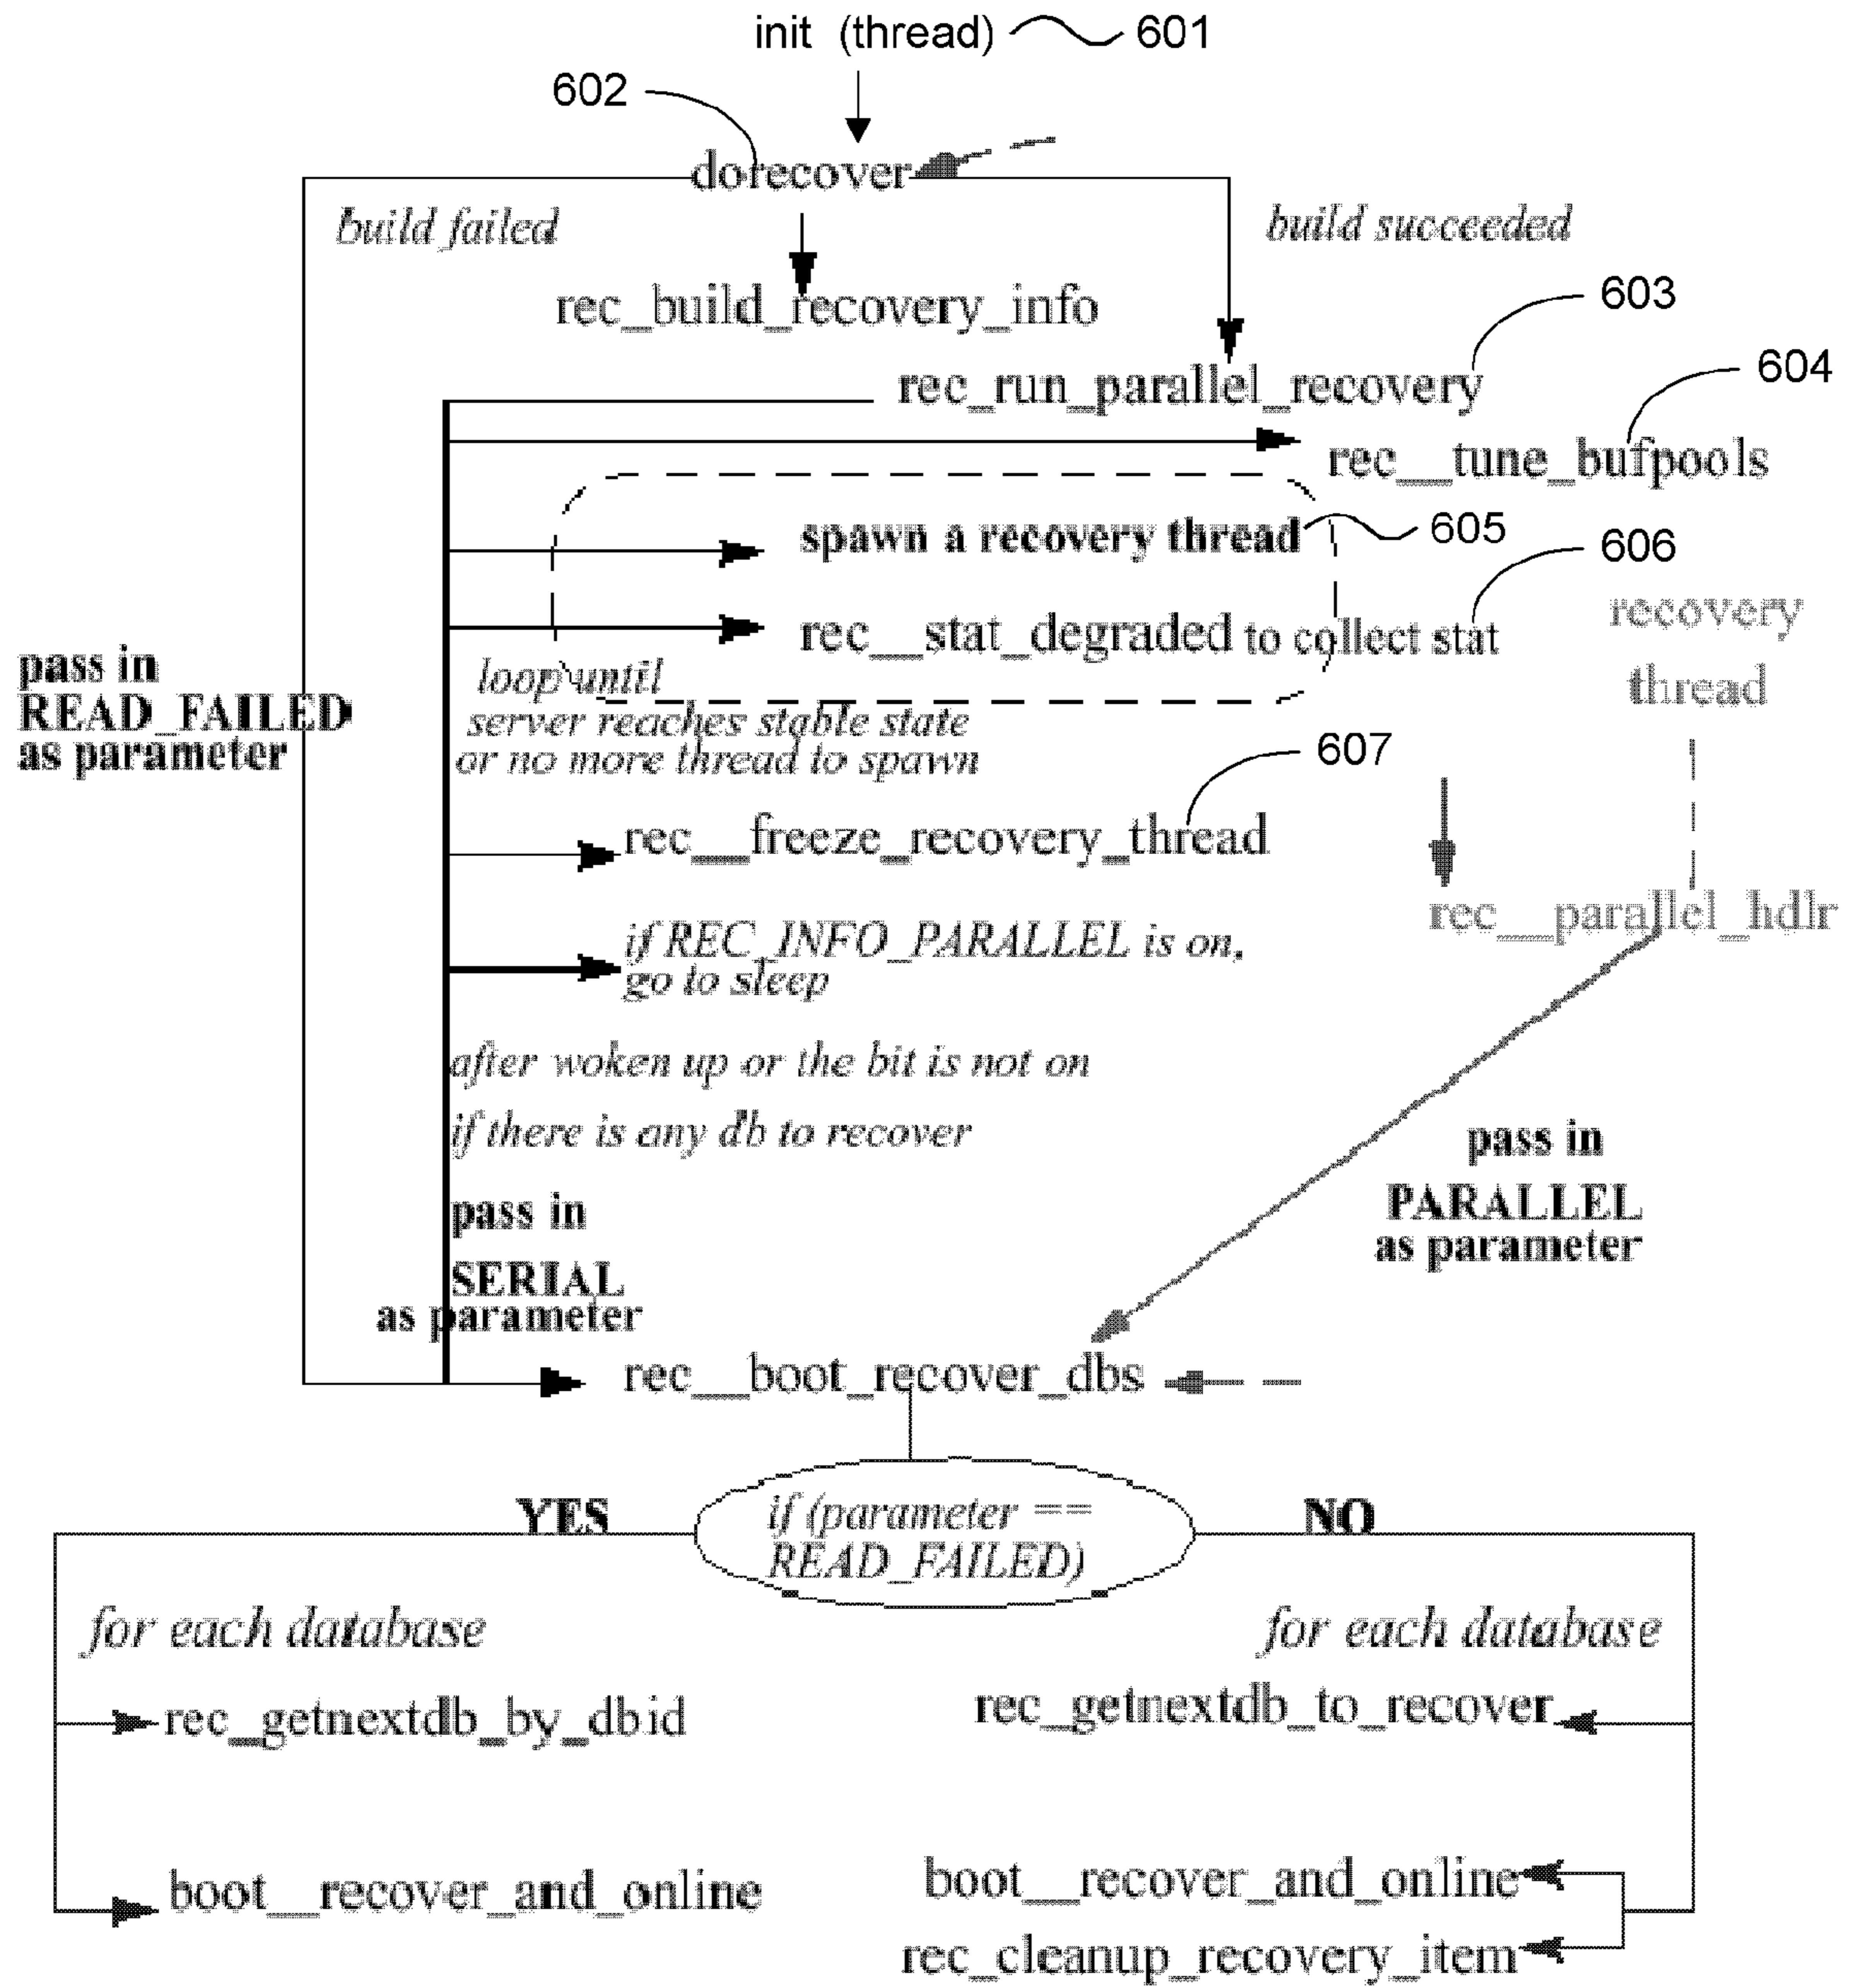 init (thread) 601
602
dorecover
build failed
build succeeded
rec_build_recovery_info
603
rec_run_parallel_recovery
604
rec__tune_bufpools
spawn a recovery thread 605
606
rec__stat_degraded to collect stat
recovery
thread
pass in
READ_FAILED
as parameter
loop until
server reaches stable state
or no more thread to spawn
607
rec__freeze_recovery_thread
rec__parallel_hdlr
if REC_INFO_PARALLEL is on,
go to sleep
after woken up or the bit is not on
if there is any db to recover
pass in
PARALLEL
as parameter
pass in
SERIAL
as parameter
rec__boot_recover_dbs
YES
if (parameter ==
READ_FAILED)
NO
for each database
for each database
rec_getnextdb_by_dbid
rec_getnextdb_to_recover
boot__recover_and_online
boot__recover_and_online
rec_cleanup_recovery_item